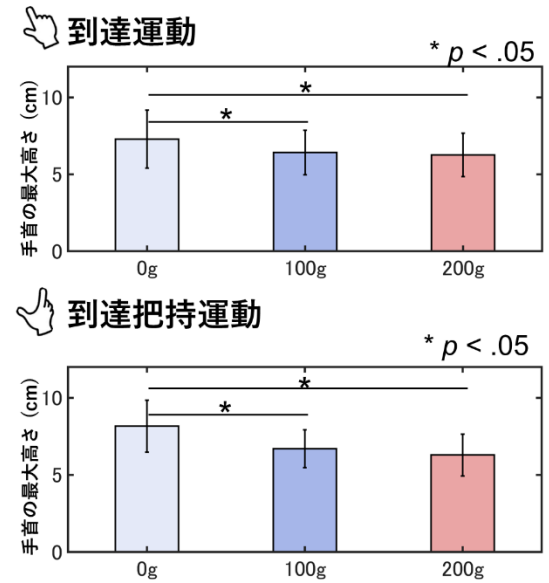 到達運動
* p < .05
手首の最大高さ (cm)
10
5
0
*
*
0g 100g 200g
到達把持運動
* p < .05
手首の最大高さ (cm)
10
5
0
*
*
0g 100g 200g